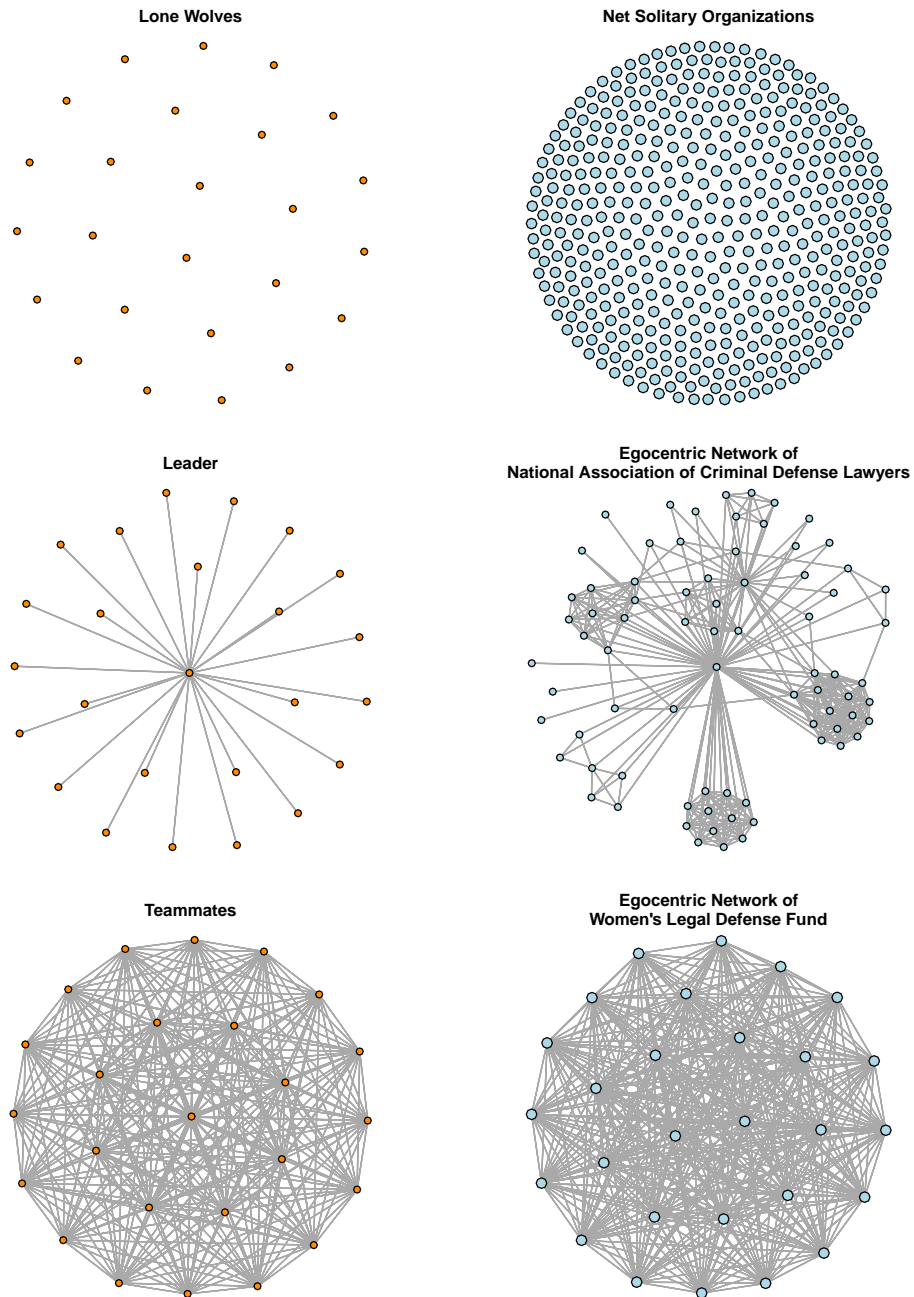 Lone Wolves
Net Solitary Organizations
Leader
Egocentric Network of
National Association of Criminal Defense Lawyers
Teammates
Egocentric Network of
Women's Legal Defense Fund